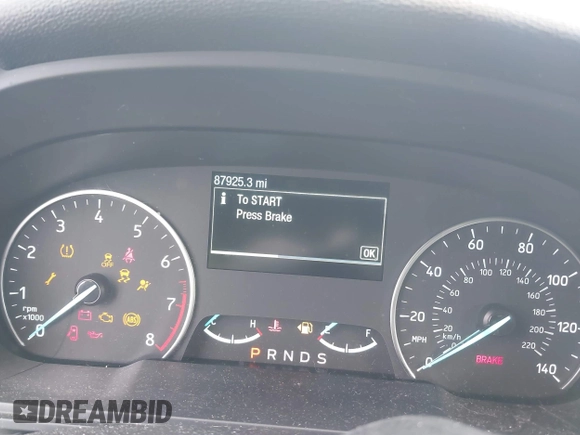 87925.3 mi
i To START
Press Brake
OK
0 1 2 3 4 5 6 7 8
rpm
x1000
OFF
ABS
C H
F
P R N D S
0 20 40 60 80 100 120 140
MPH
0 20 40 60 80 100 120 140 160 180 200 220
km/h
BRAKE
DREAMBID